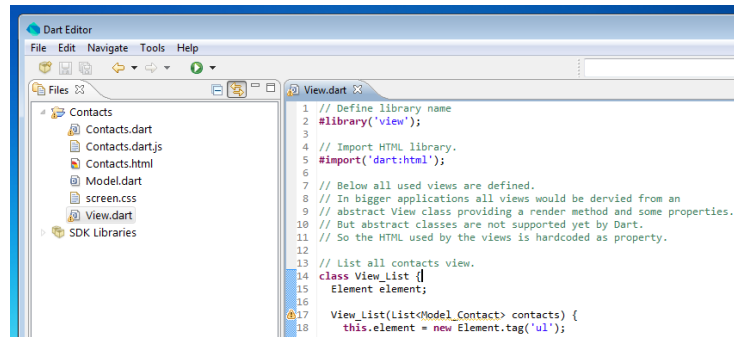 Dart Editor
File Edit Navigate Tools Help
Files
Contacts
Contacts.dart
Contacts.dart.js
Contacts.html
Model.dart
screen.css
View.dart
SDK Libraries
View.dart
1 // Define library name
2 #library('view');
3
4 // Import HTML library.
5 #import('dart:html');
6
7 // Below all used views are defined.
8 // In bigger applications all views would be dervied from an
9 // abstract View class providing a render method and some properties.
10 // But abstract classes are not supported yet by Dart.
11 // So the HTML used by the views is hardcoded as property.
12
13 // List all contacts view.
14 class View_List {
15 Element element;
16
17 View_List(List<Model_Contact> contacts) {
18 this.element = new Element.tag('ul');